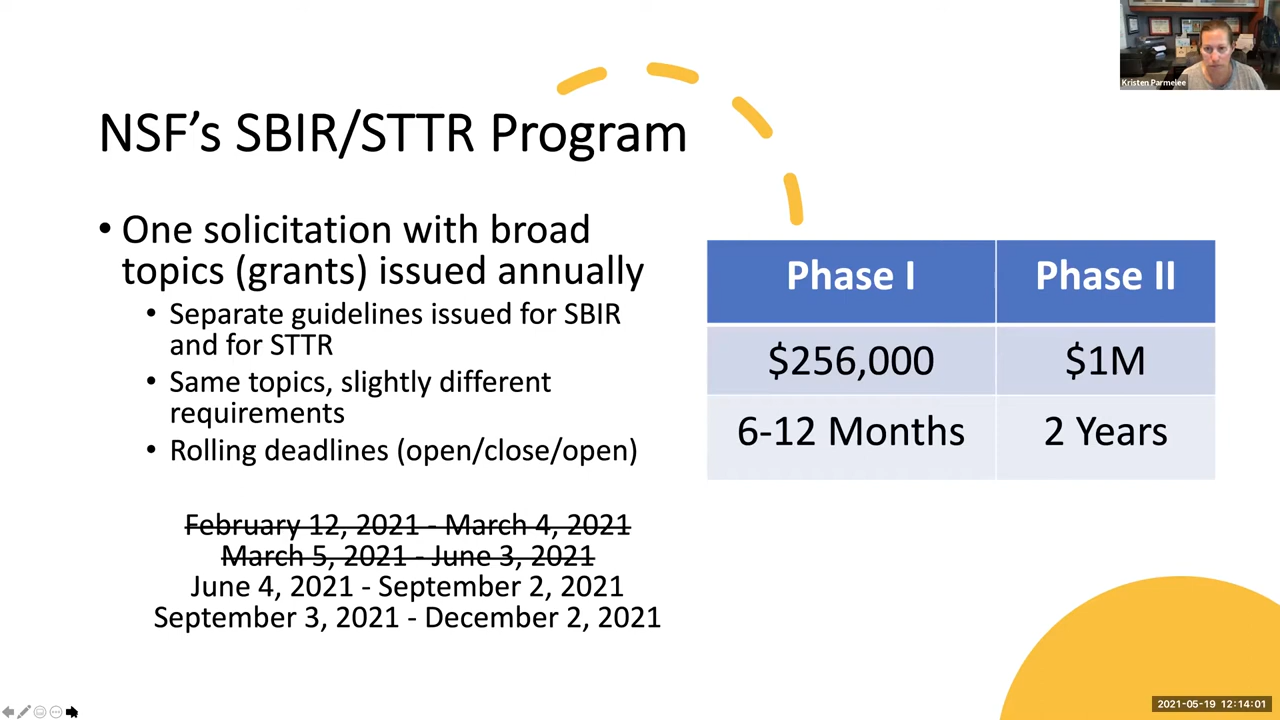 Kristen Parmelee
NSF's SBIR/STTR Program
• One solicitation with broad
topics (grants) issued annually
• Separate guidelines issued for SBIR
and for STTR
• Same topics, slightly different
requirements
• Rolling deadlines (open/close/open)
February 12, 2021 - March 4, 2021
March 5, 2021 - June 3, 2021
June 4, 2021 - September 2, 2021
September 3, 2021 - December 2, 2021
Phase I Phase II
$256,000 $1M
6-12 Months 2 Years
2021-05-19 12:14:01